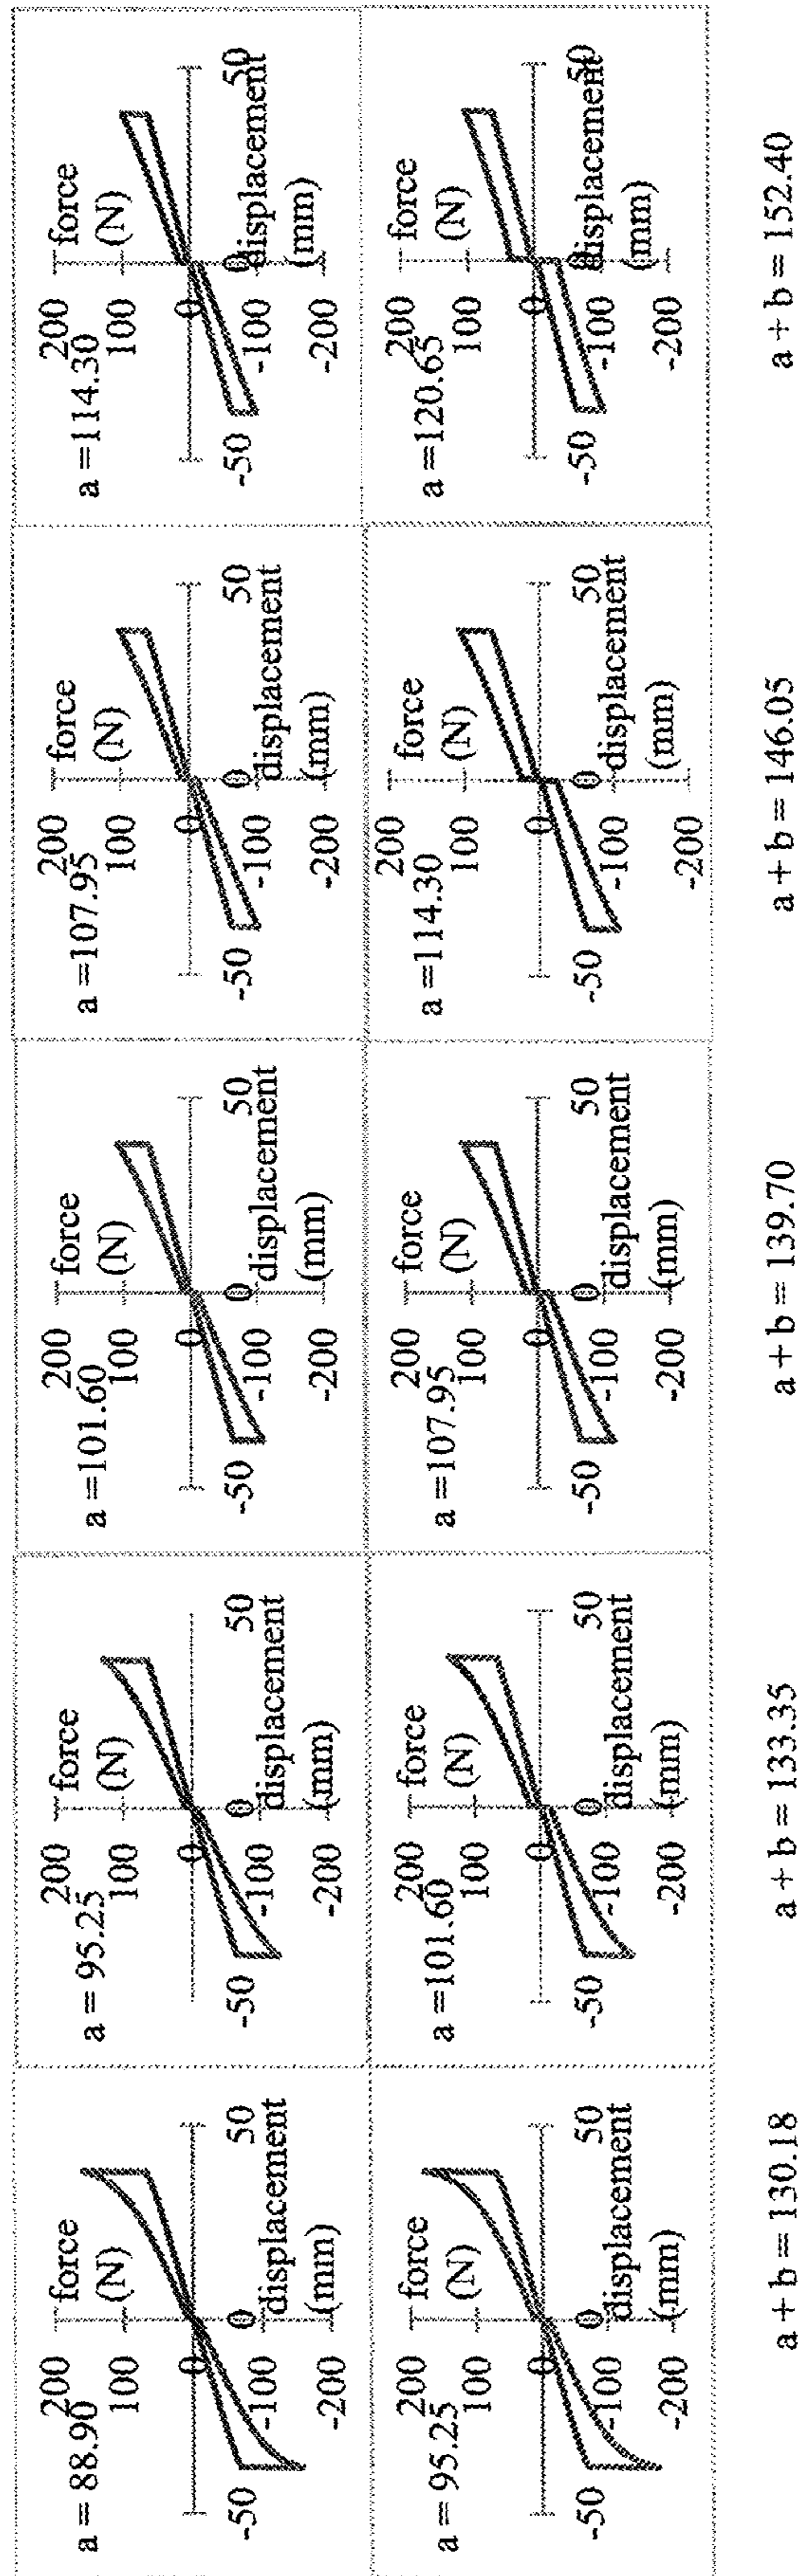 200 force
a = 88.90
100 (N)
0
-50 0 50
-100 displacement
-200 (mm)
200 force
a = 95.25
100 (N)
0
-50 0 50
-100 displacement
-200 (mm)
200 force
a =101.60
100 (N)
0
-50 0 50
-100 displacement
-200 (mm)
200 force
a =107.95
100 (N)
0
-50 0 50
-100 displacement
-200 (mm)
200 force
a =114.30
100 (N)
0
-50 0 50
-100 displacement
-200 (mm)
200 force
a = 95.25
100 (N)
0
-50 0 50
-100 displacement
-200 (mm)
200 force
a =101.60
100 (N)
0
-50 0 50
-100 displacement
-200 (mm)
200 force
a =107.95
100 (N)
0
-50 0 50
-100 displacement
-200 (mm)
200 force
a =114.30
100 (N)
0
-50 0 50
-100 displacement
-200 (mm)
200 force
a =120.65
100 (N)
0
-50 0 50
-100 displacement
-200 (mm)
a + b = 130.18
a + b = 133.35
a + b = 139.70
a + b = 146.05
a + b = 152.40